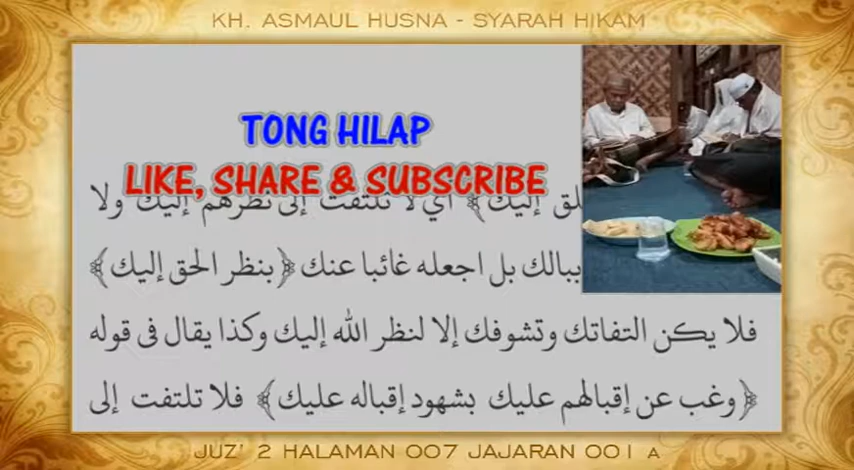 KH. ASMAUL HUSNA - SYARAH HIKAM
TONG HILAP
LIKE, SHARE & SUBSCRIBE
لق إليك﴾ أي لا تلتفت إلى نظرهم إليك ولا
ببالك بل اجعله غائبا عنك ﴿بنظر الحق إليك﴾
فلا يكن التفاتك وتشوفك إلا لنظر الله إليك وكذا يقال فى قوله
﴿وغب عن إقبالهم عليك بشهود إقباله عليك﴾ فلا تلتفت إلى
JUZ' 2 HALAMAN 007 JAJARAN 001 A